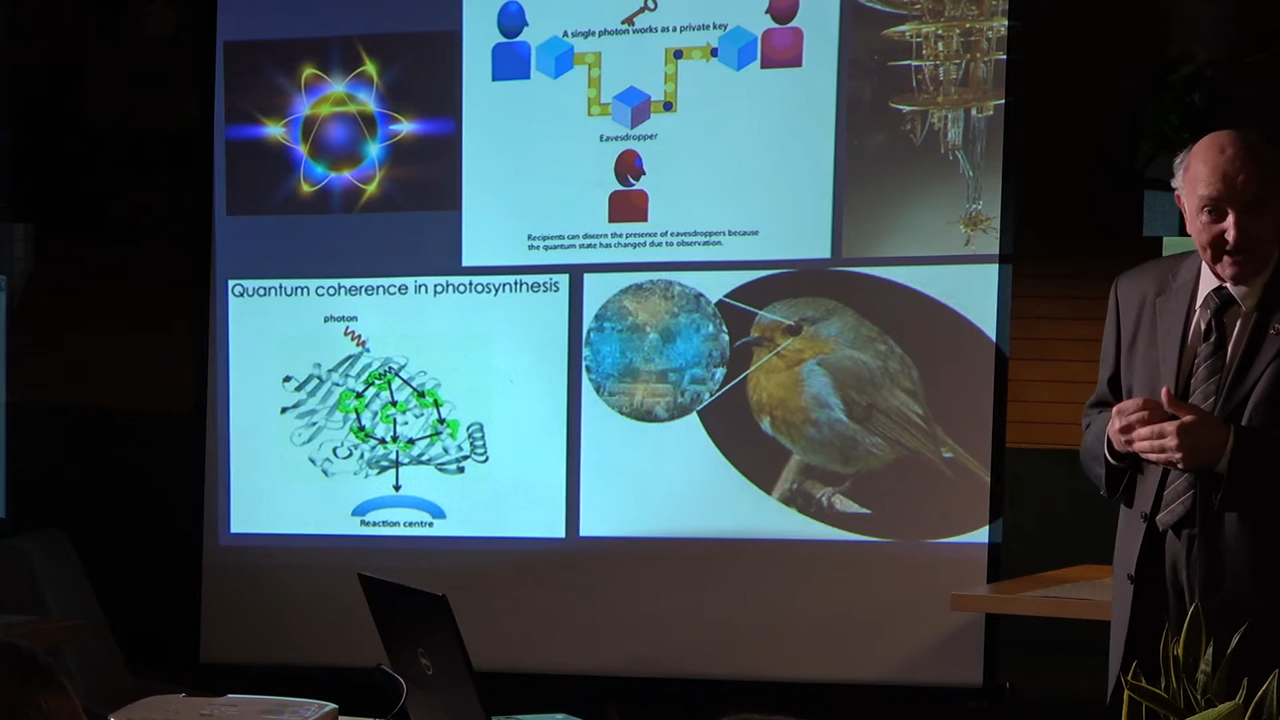 A single photon works as a private key
Eavesdropper
Recipients can discern the presence of eavesdroppers because
the quantum state has changed due to observation.
Quantum coherence in photosynthesis
photon
Reaction centre
DELL